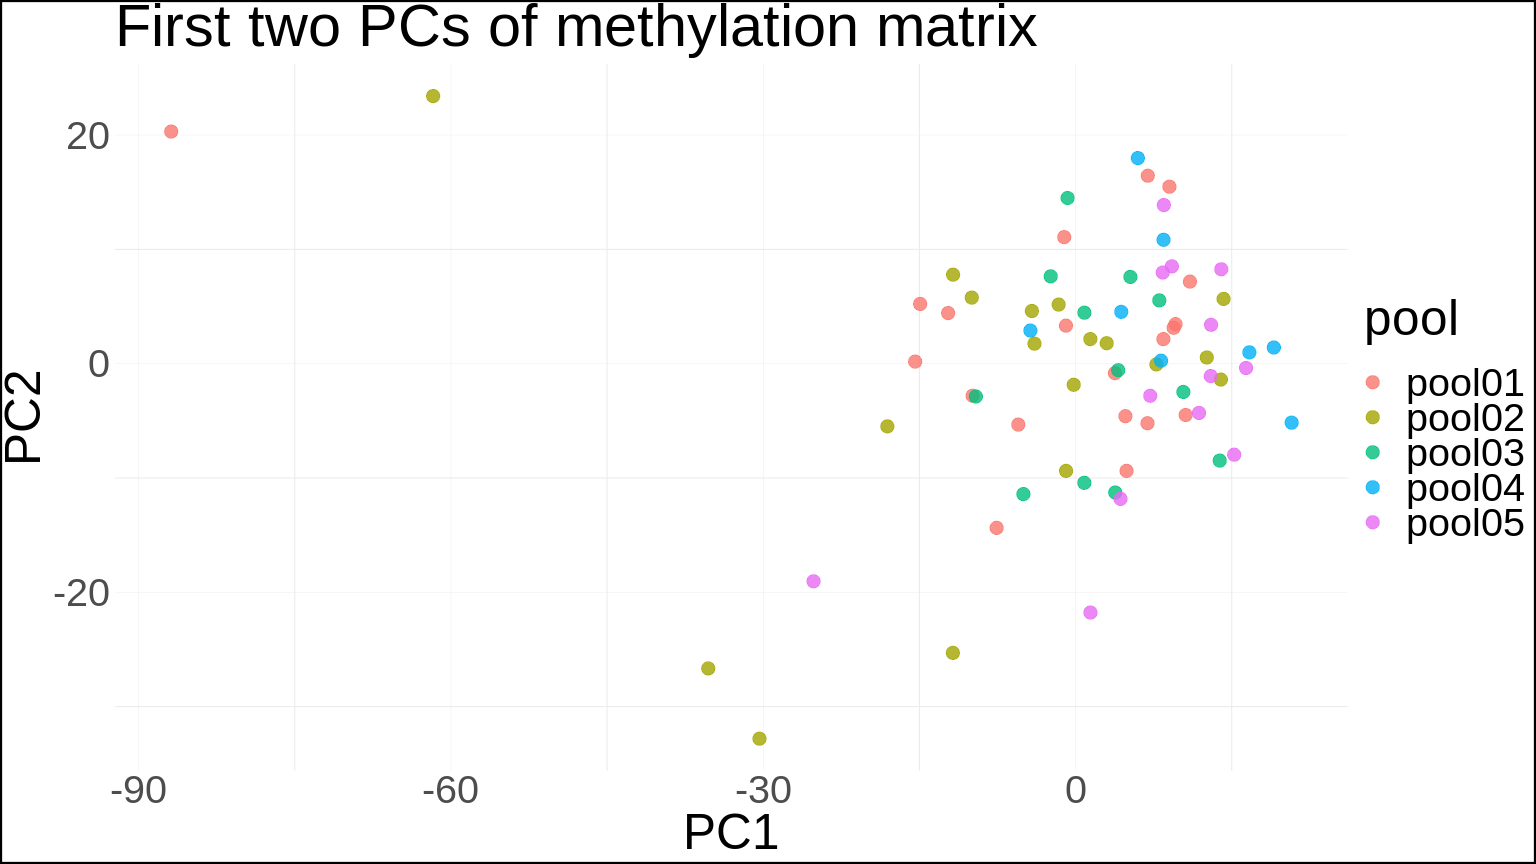 First two PCs of methylation matrix
20
0
-20
PC2
-90 -60 -30 0
PC1
pool
pool01
pool02
pool03
pool04
pool05